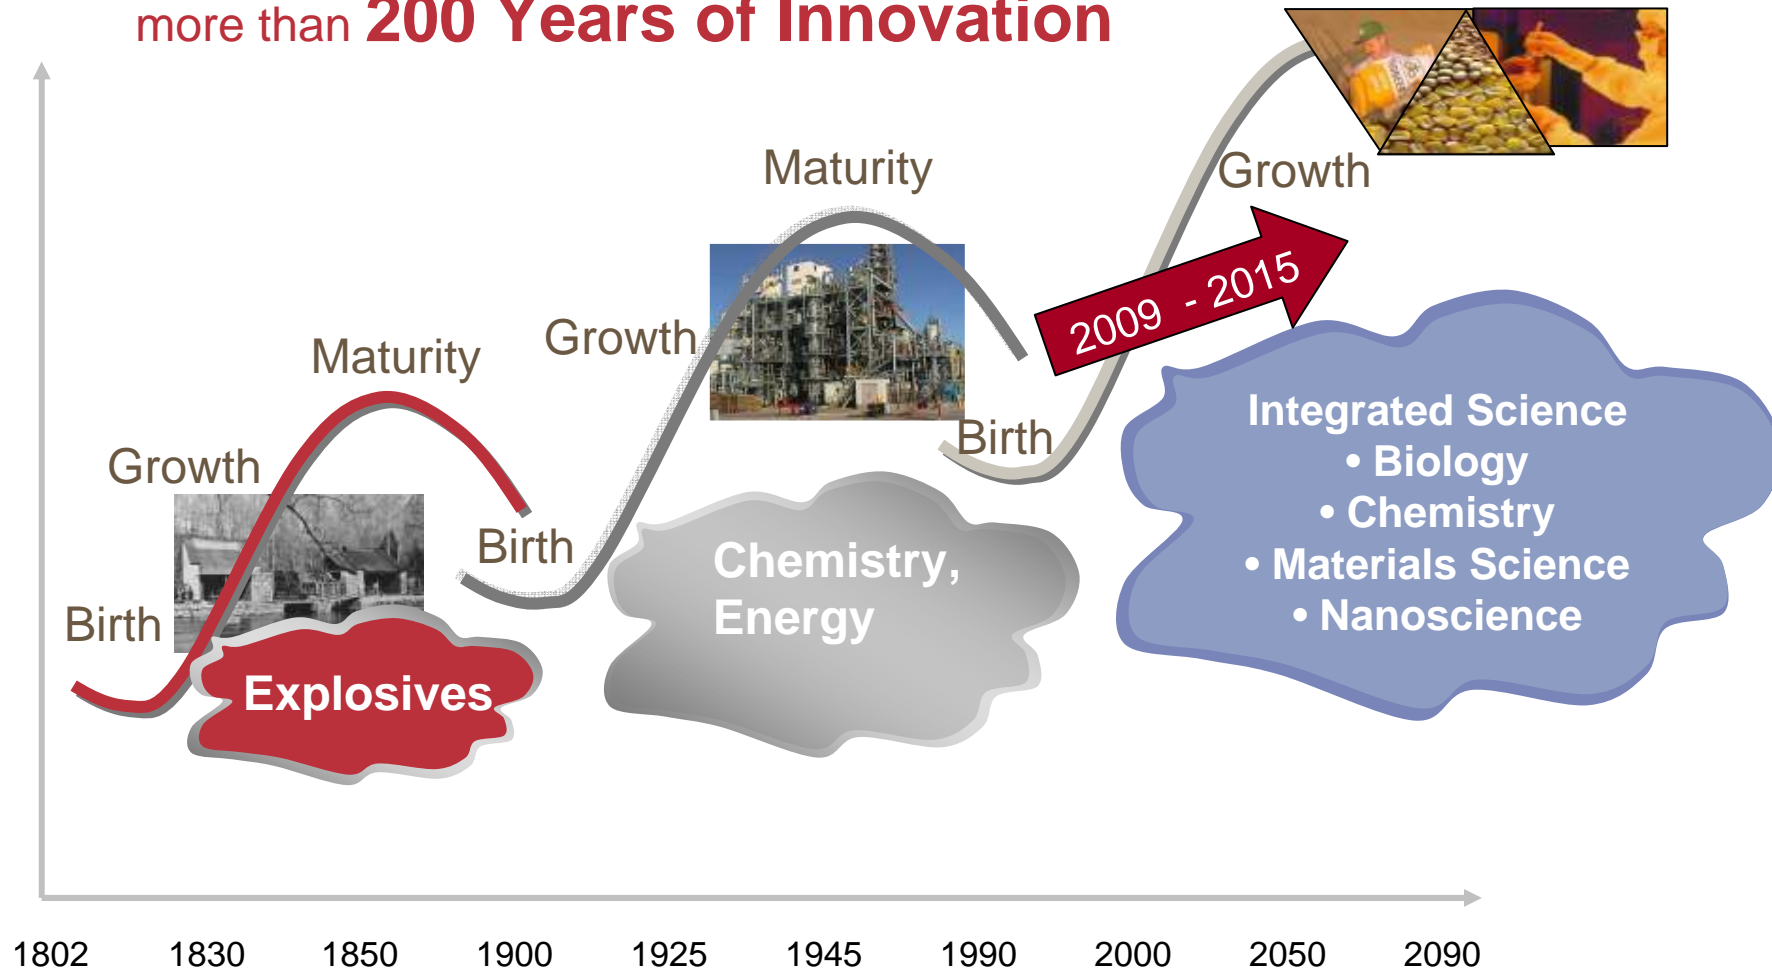 more than 200 Years of Innovation
Maturity
Growth
Maturity
2009 - 2015
Growth
Maturity
Growth
Birth
Birth
Birth
Integrated Science
• Biology
• Chemistry
• Materials Science
• Nanoscience
Chemistry,
Energy
Explosives
1802 1830 1850 1900 1925 1945 1990 2000 2050 2090